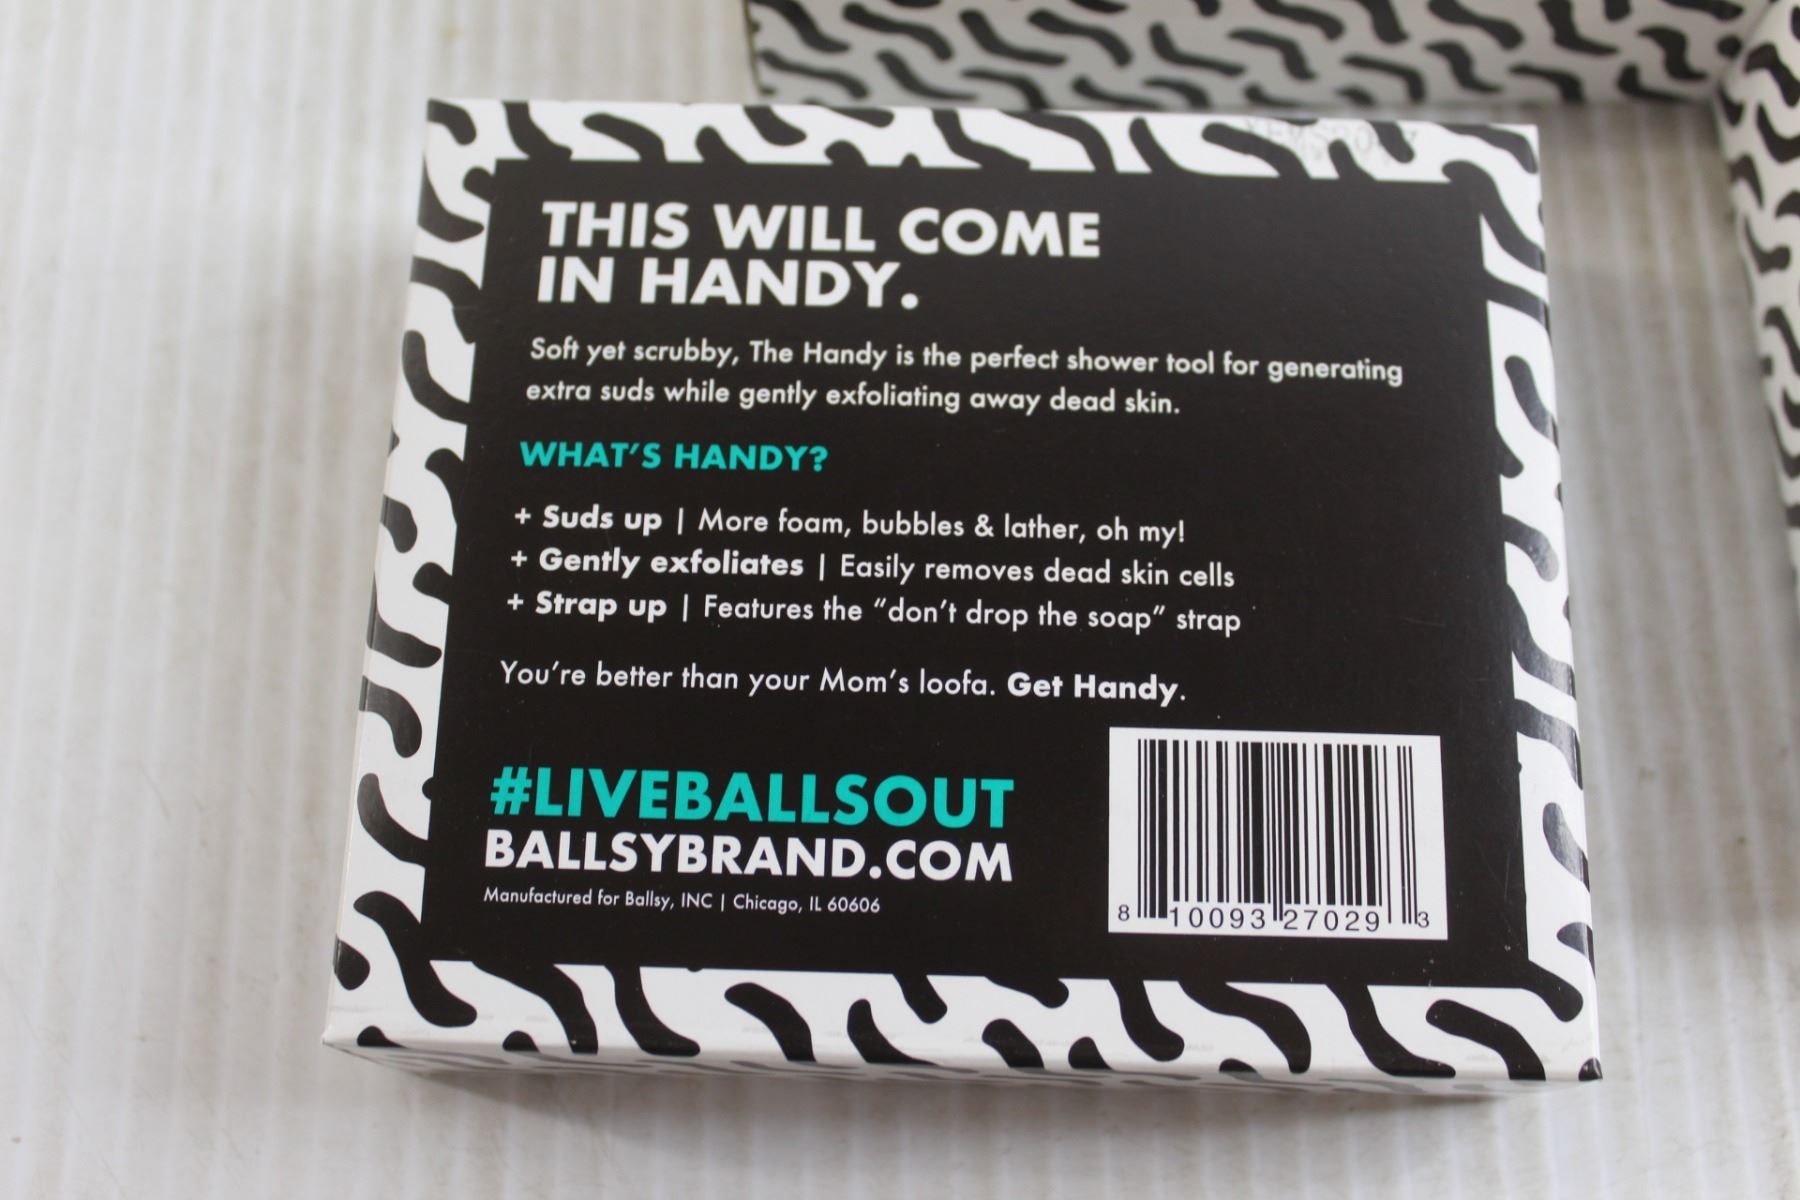 THIS WILL COME
IN HANDY.
Soft yet scrubby, The Handy is the perfect shower tool for generating
extra suds while gently exfoliating away dead skin.
WHAT'S HANDY?
+ Suds up | More foam, bubbles & lather, oh my!
+ Gently exfoliates | Easily removes dead skin cells
+ Strap up | Features the “don't drop the soap” strap
You're better than your Mom's loofa. Get Handy.
#LIVEBALLSOUT
BALLSYBRAND.COM
Manufactured for Ballsy, INC | Chicago, IL 60606
8 10093 27029 3